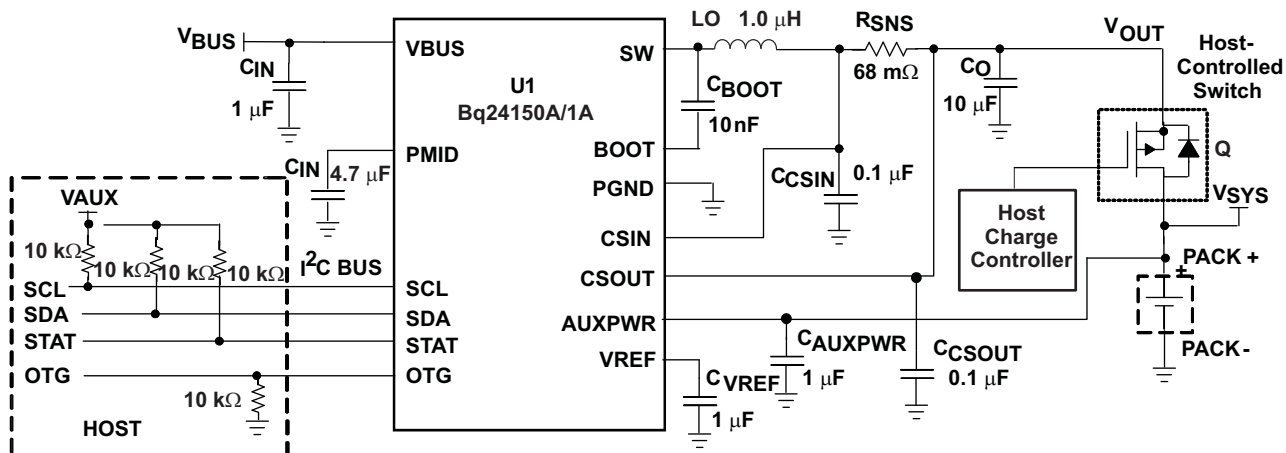 LO 1.0 μH
RSNS
68 mΩ
VBUS
CIN
1 μF
VBUS
U1
Bq24150A/1A
SW
CBOOT
10nF
CO
10 μF
VOUT
Host-
Controlled
Switch
Q
CIN
4.7 μF
PMID
BOOT
PGND
CCSIN
0.1 μF
VSYS
Host
Charge
Controller
VAUX
10 kΩ
10 kΩ
10 kΩ
I2C BUS
CSIN
CSOUT
PACK +
+
SCL
SCL
SDA
SDA
AUXPWR
STAT
STAT
VREF
CAUXPWR
1 μF
CCSOUT
0.1 μF
PACK-
OTG
OTG
10 kΩ
CVREF
1 μF
HOST